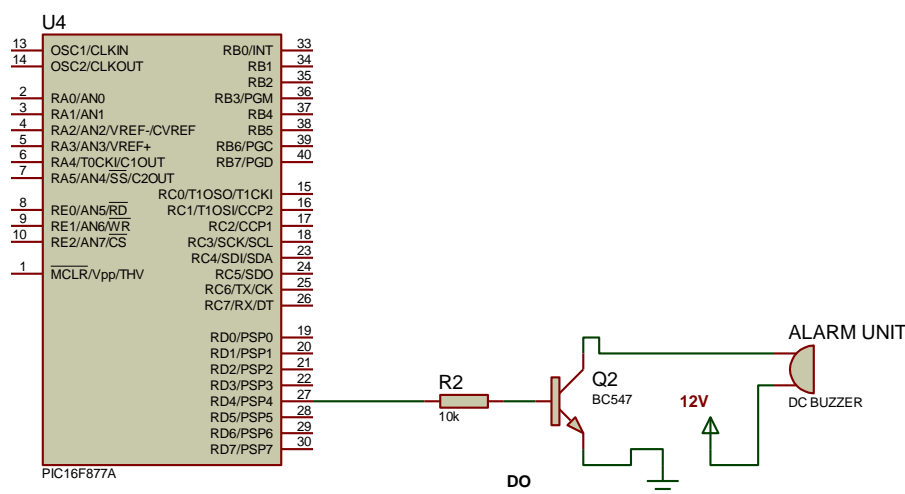 U4
13 OSC1/CLKIN RB0/INT 33
14 OSC2/CLKOUT RB1 34
RB2 35
2 RA0/AN0 RB3/PGM 36
3 RA1/AN1 RB4 37
4 RA2/AN2/VREF-/CVREF RB5 38
5 RA3/AN3/VREF+ RB6/PGC 39
6 RA4/T0CKI/C1OUT RB7/PGD 40
7 RA5/AN4/SS/C2OUT
RC0/T1OSO/T1CKI 15
8 RE0/AN5/RD RC1/T1OSI/CCP2 16
9 RE1/AN6/WR RC2/CCP1 17
10 RE2/AN7/CS RC3/SCK/SCL 18
RC4/SDI/SDA 23
1 MCLR/Vpp/THV RC5/SDO 24
RC6/TX/CK 25
RC7/RX/DT 26
RD0/PSP0 19
RD1/PSP1 20
RD2/PSP2 21
RD3/PSP3 22
RD4/PSP4 27
RD5/PSP5 28
RD6/PSP6 29
RD7/PSP7 30
PIC16F877A
R2
10k
Q2
BC547
12V
ALARM UNIT
DC BUZZER
DO